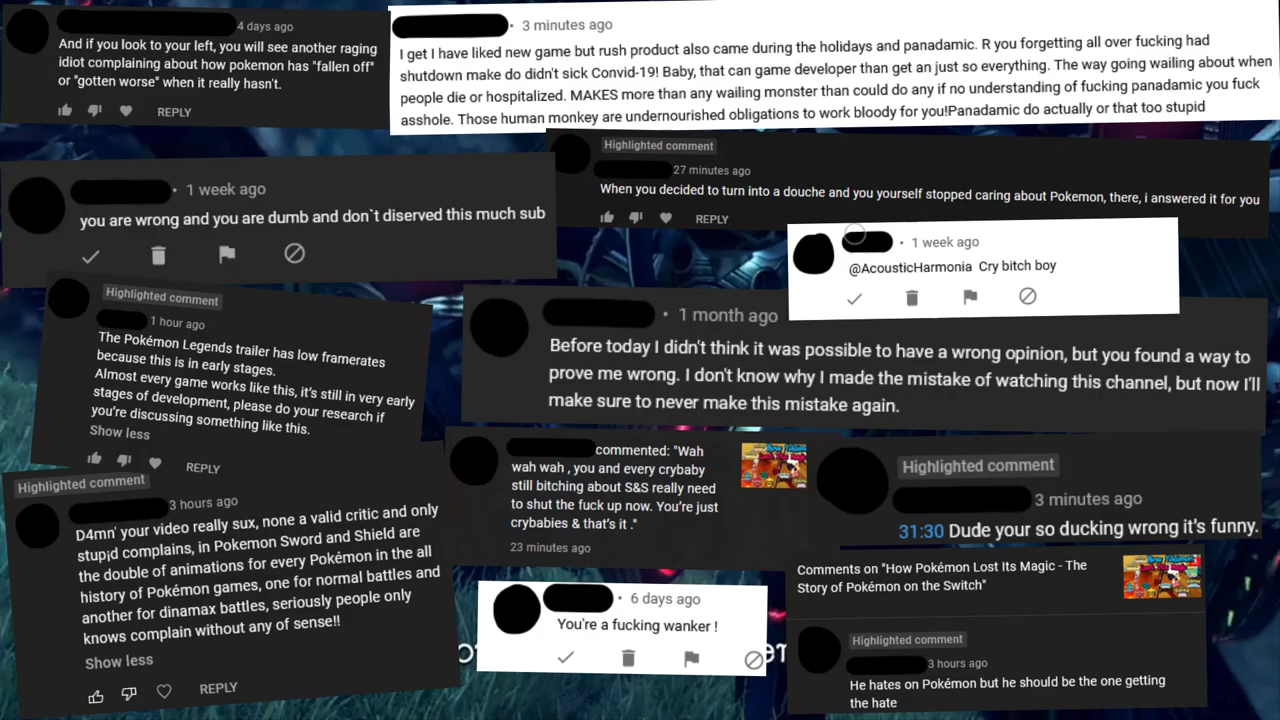 4 days ago
And if you look to your left, you will see another raging
idiot complaining about how pokemon has "fallen off"
or "gotten worse" when it really hasn't.
REPLY
• 3 minutes ago
I get I have liked new game but rush product also came during the holidays and panadamic. R you forgetting all over fucking had
shutdown make do didn't sick Convid-19! Baby, that can game developer than get an just so everything. The way going wailing about when
people die or hospitalized. MAKES more than any wailing monster than could do any if no understanding of fucking panadamic you fuck
asshole. Those human monkey are undernourished obligations to work bloody for you!Panadamic do actually or that too stupid
Highlighted comment
27 minutes ago
When you decided to turn into a douche and you yourself stopped caring about Pokemon, there, i answered it for you
REPLY
• 1 week ago
you are wrong and you are dumb and don`t diserved this much sub
• 1 week ago
@AcousticHarmonia Cry bitch boy
Highlighted comment
1 hour ago
The Pokémon Legends trailer has low framerates
because this is in early stages.
Almost every game works like this, it's still in very early
stages of development, please do your research if
you're discussing something like this.
Show less
REPLY
• 1 month ago
Before today I didn't think it was possible to have a wrong opinion, but you found a way to
prove me wrong. I don't know why I made the mistake of watching this channel, but now I'll
make sure to never make this mistake again.
commented: "Wah
wah wah , you and every crybaby
still bitching about S&S really need
to shut the fuck up now. You're just
crybabies & that's it ."
23 minutes ago
Highlighted comment
3 minutes ago
31:30 Dude your so ducking wrong it's funny.
Highlighted comment
3 hours ago
D4mn' your video really sux, none a valid critic and only
stupid complains, in Pokemon Sword and Shield are
the double of animations for every Pokémon in the all
history of Pokémon games, one for normal battles and
another for dinamax battles, seriously people only
knows complain without any of sense!!
Show less
REPLY
• 6 days ago
You're a fucking wanker !
Comments on "How Pokémon Lost Its Magic - The
Story of Pokémon on the Switch"
Highlighted comment
3 hours ago
He hates on Pokémon but he should be the one getting
the hate